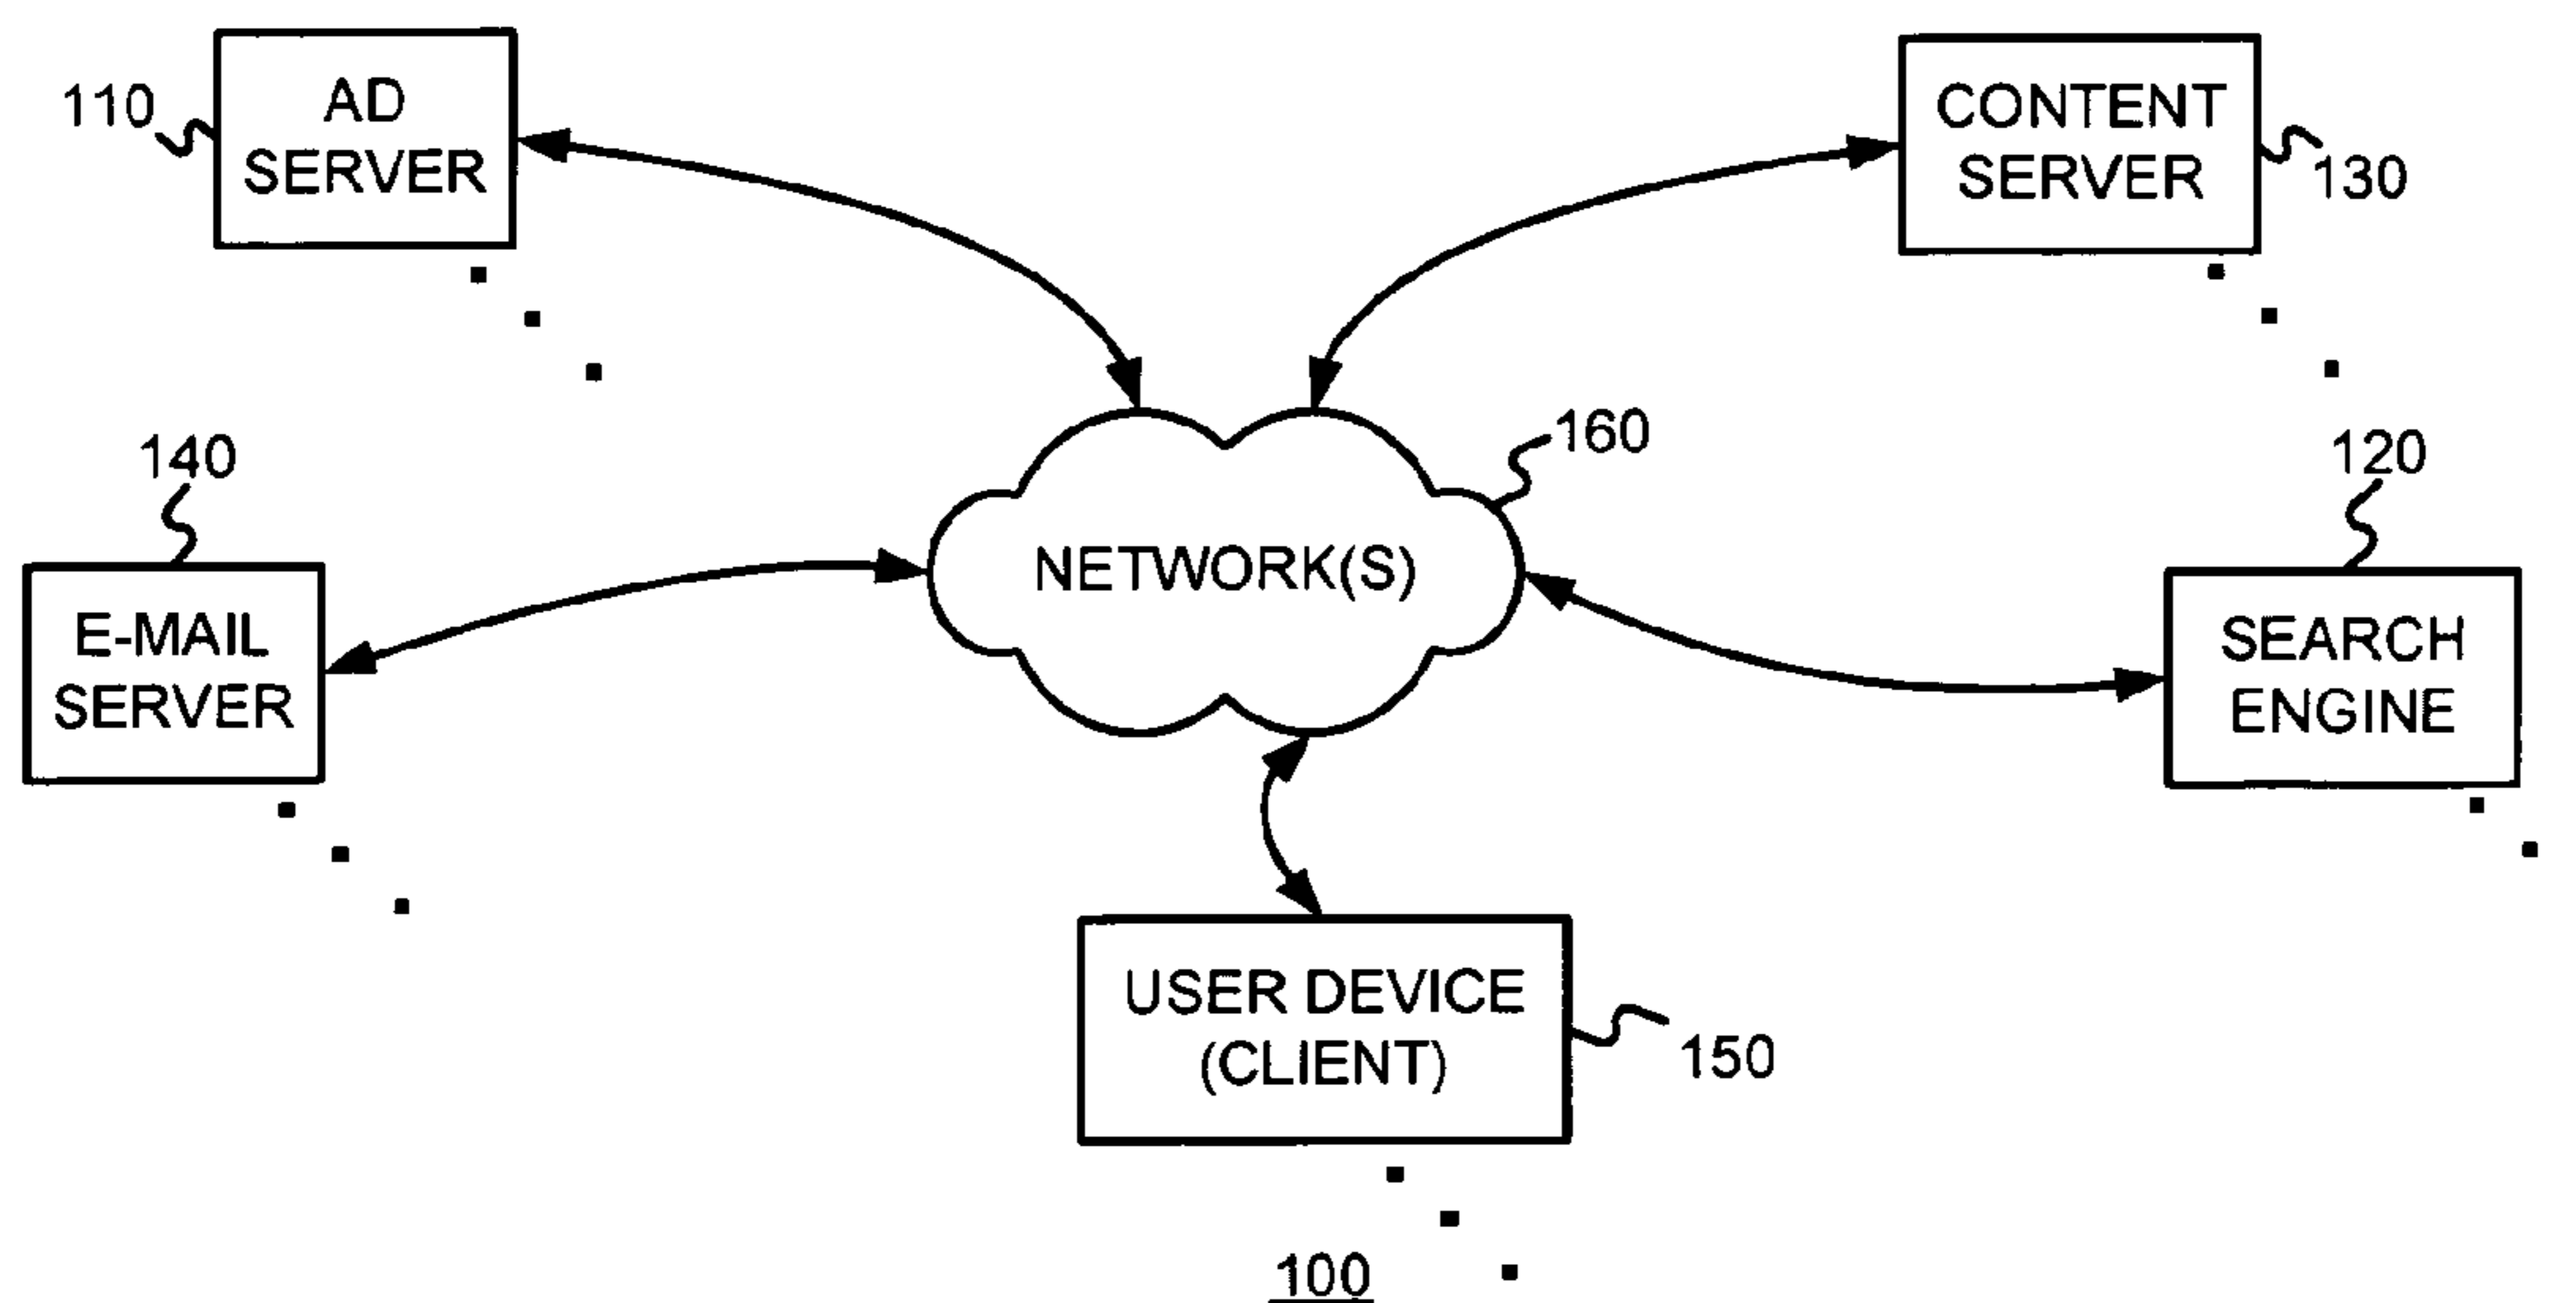 110
AD
SERVER
CONTENT
SERVER
130
140
160
120
E-MAIL
SERVER
NETWORK(S)
SEARCH
ENGINE
USER DEVICE
(CLIENT)
150
100